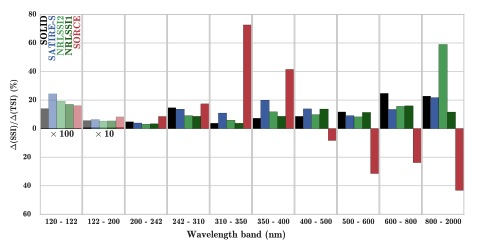 80
60
40
20
0
20
40
60
Δ(SSI)/Δ(TSI) (%)
SOLID
SATIRE-S
NRLSSI2
NRLSSI1
SORCE
× 100
× 10
120 - 122
122 - 200
200 - 242
242 - 310
310 - 350
350 - 400
400 - 500
500 - 600
600 - 800
800 - 2000
Wavelength band (nm)